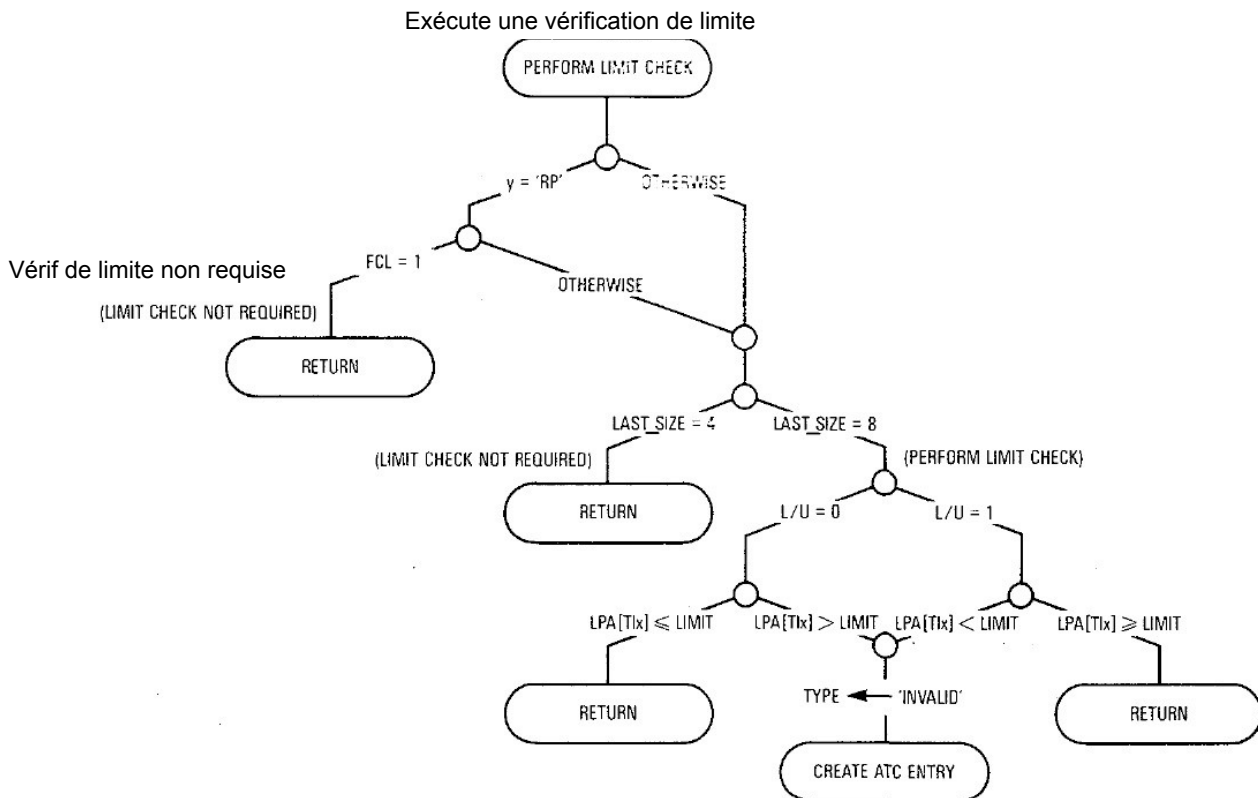 Exécute une vérification de limite
PERFORM LIMIT CHECK
y = 'RP'
OTHERWISE
Vérif de limite non requise
FCL = 1
OTHERWISE
(LIMIT CHECK NOT REQUIRED)
RETURN
LAST_SIZE = 4
LAST_SIZE = 8
(LIMIT CHECK NOT REQUIRED)
(PERFORM LIMIT CHECK)
RETURN
L/U = 0
L/U = 1
LPA[TIx] ⩽ LIMIT
LPA[TIx] > LIMIT
LPA[TIx] < LIMIT
LPA[TIx] ⩾ LIMIT
RETURN
TYPE ← 'INVALID'
RETURN
CREATE ATC ENTRY